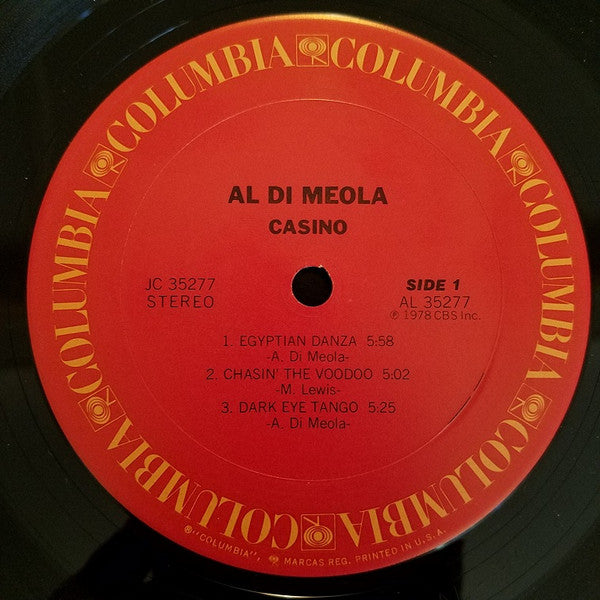 COLUMBIA COLUMBIA COLUMBIA COLUMBIA COLUMBIA COLUMBIA COLUMBIA COLUMBIA
AL DI MEOLA
CASINO
JC 35277
STEREO
SIDE 1
AL 35277
℗ 1978 CBS Inc.
1. EGYPTIAN DANZA 5:58
-A. Di Meola-
2. CHASIN' THE VOODOO 5:02
-M. Lewis-
3. DARK EYE TANGO 5:25
-A. Di Meola-
® "COLUMBIA", MARCAS REG. PRINTED IN U.S.A.